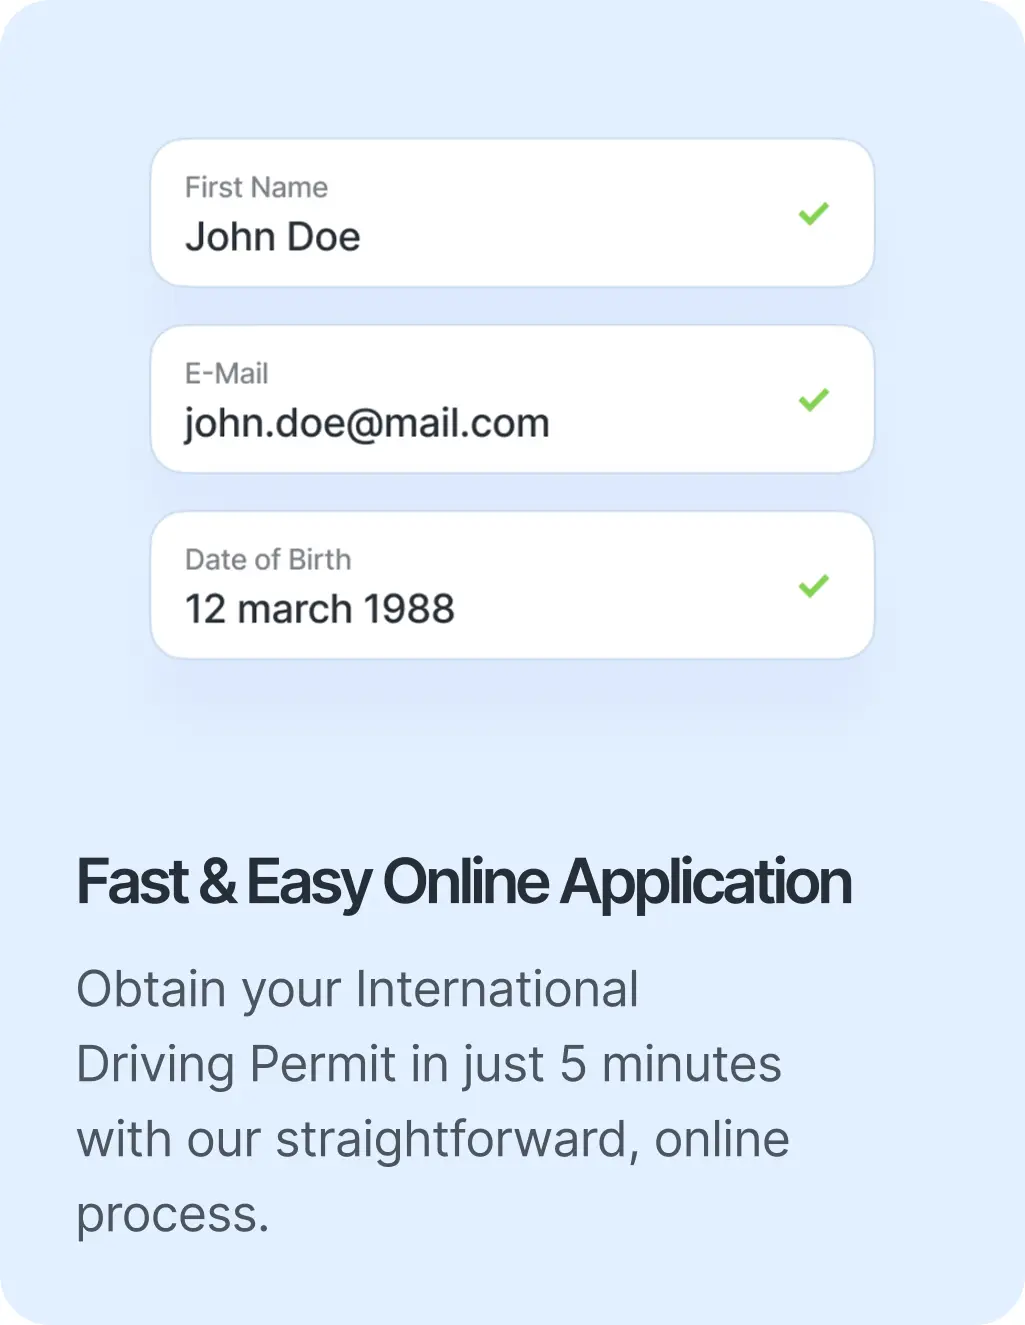 First Name
John Doe
E-Mail
john.doe@mail.com
Date of Birth
12 march 1988
Fast & Easy Online Application
Obtain your International
Driving Permit in just 5 minutes
with our straightforward, online
process.